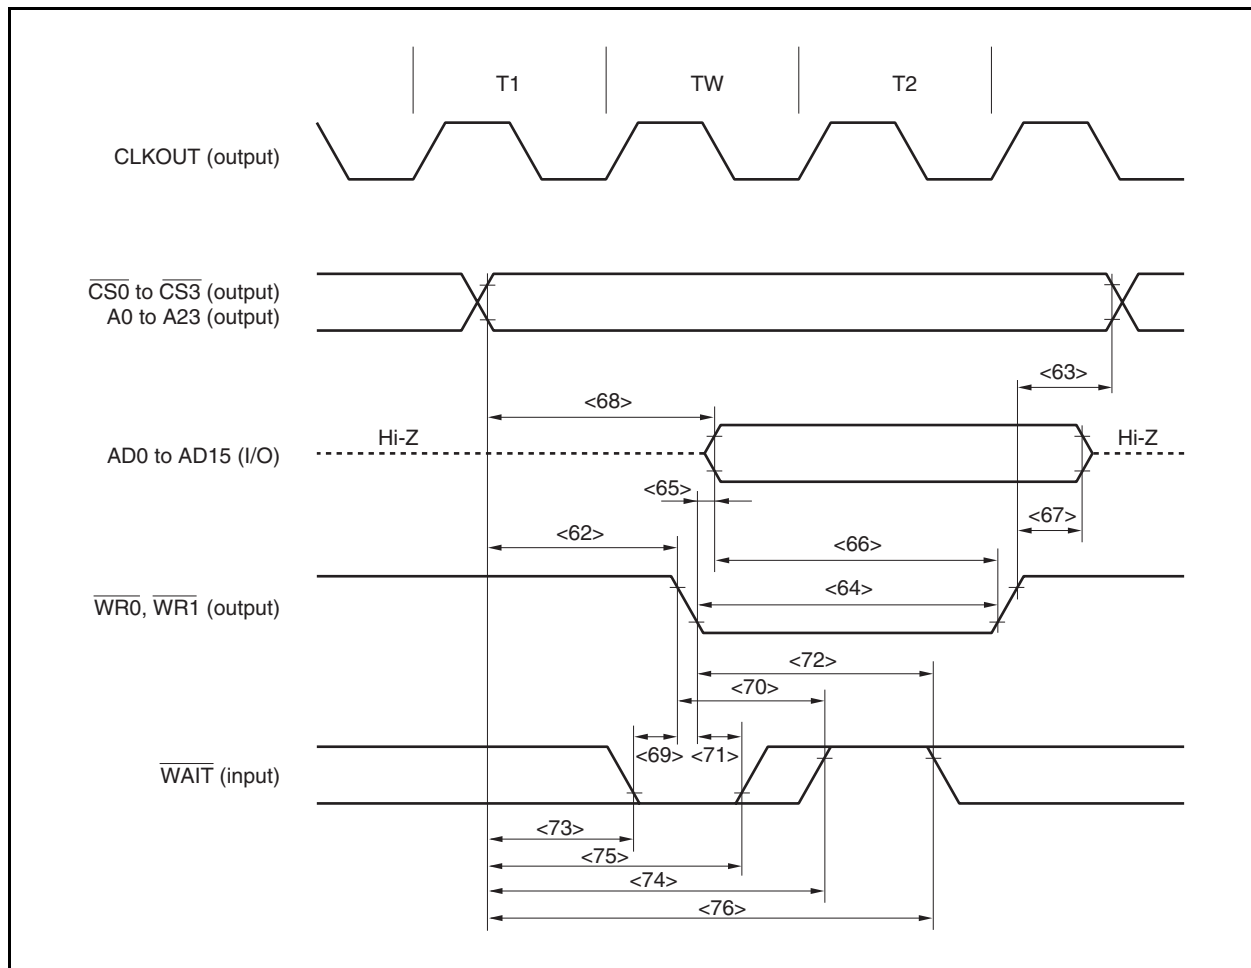 T1 TW T2
CLKOUT (output)
CS0 to CS3 (output)
A0 to A23 (output)
<63>
<68>
Hi-Z Hi-Z
AD0 to AD15 (I/O)
<65>
<67>
<62>
<66>
<64>
WR0, WR1 (output)
<72>
<70>
<69> <71>
WAIT (input)
<73>
<75>
<74>
<76>